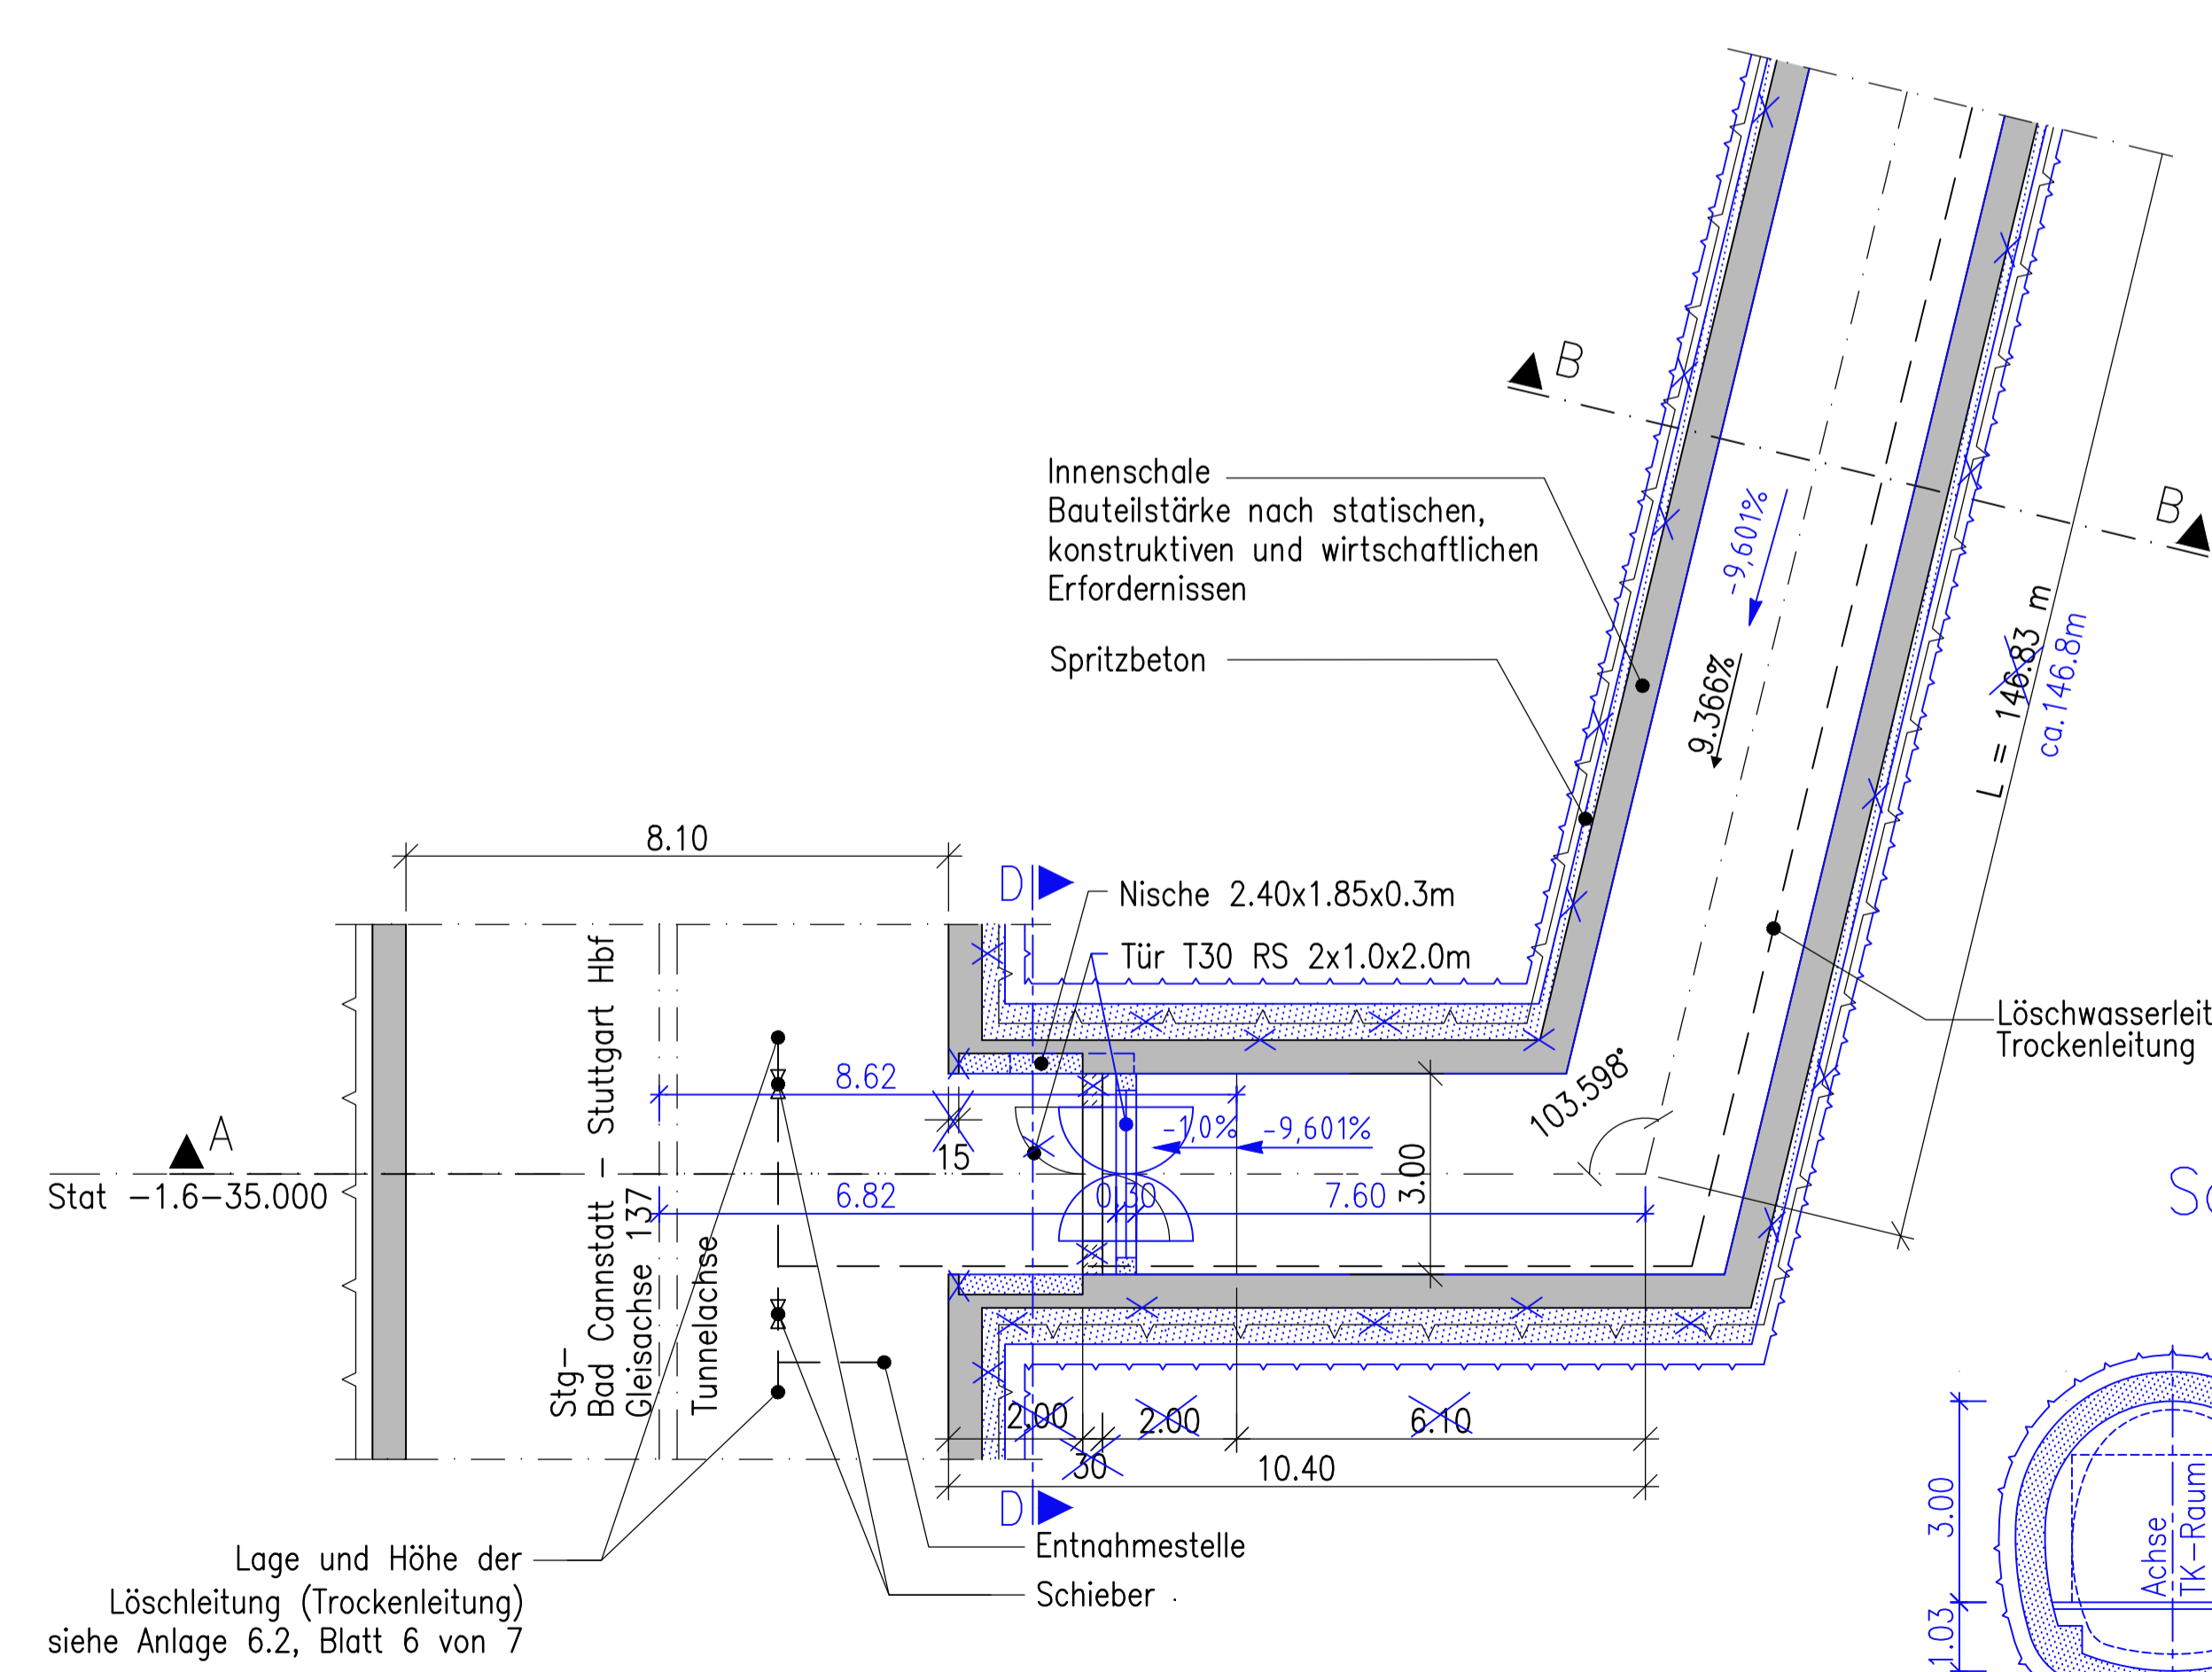 B
B
Innenschale
Bauteilstärke nach statischen,
konstruktiven und wirtschaftlichen
Erfordernissen
Spritzbeton
-9,601%
9.366%
L = 146.83 m
ca.146.8m
8.10
D
Nische 2.40x1.85x0.3m
Tür T30 RS 2x1.0x2.0m
Löschwasserleit
Trockenleitung
103.598°
8.62
-1,0%
-9,601%
15
3.00
A
Stat -1.6-35.000
6.82
0.30
7.60
Stg-
Bad Cannstatt - Stuttgart Hbf
Gleisachse 137
Tunnelachse
2,00
2.00
6.10
30
10.40
D
Entnahmestelle
Schieber
Lage und Höhe der
Löschleitung (Trockenleitung)
siehe Anlage 6.2, Blatt 6 von 7
3.00
1.03
Achse
TK-Raum